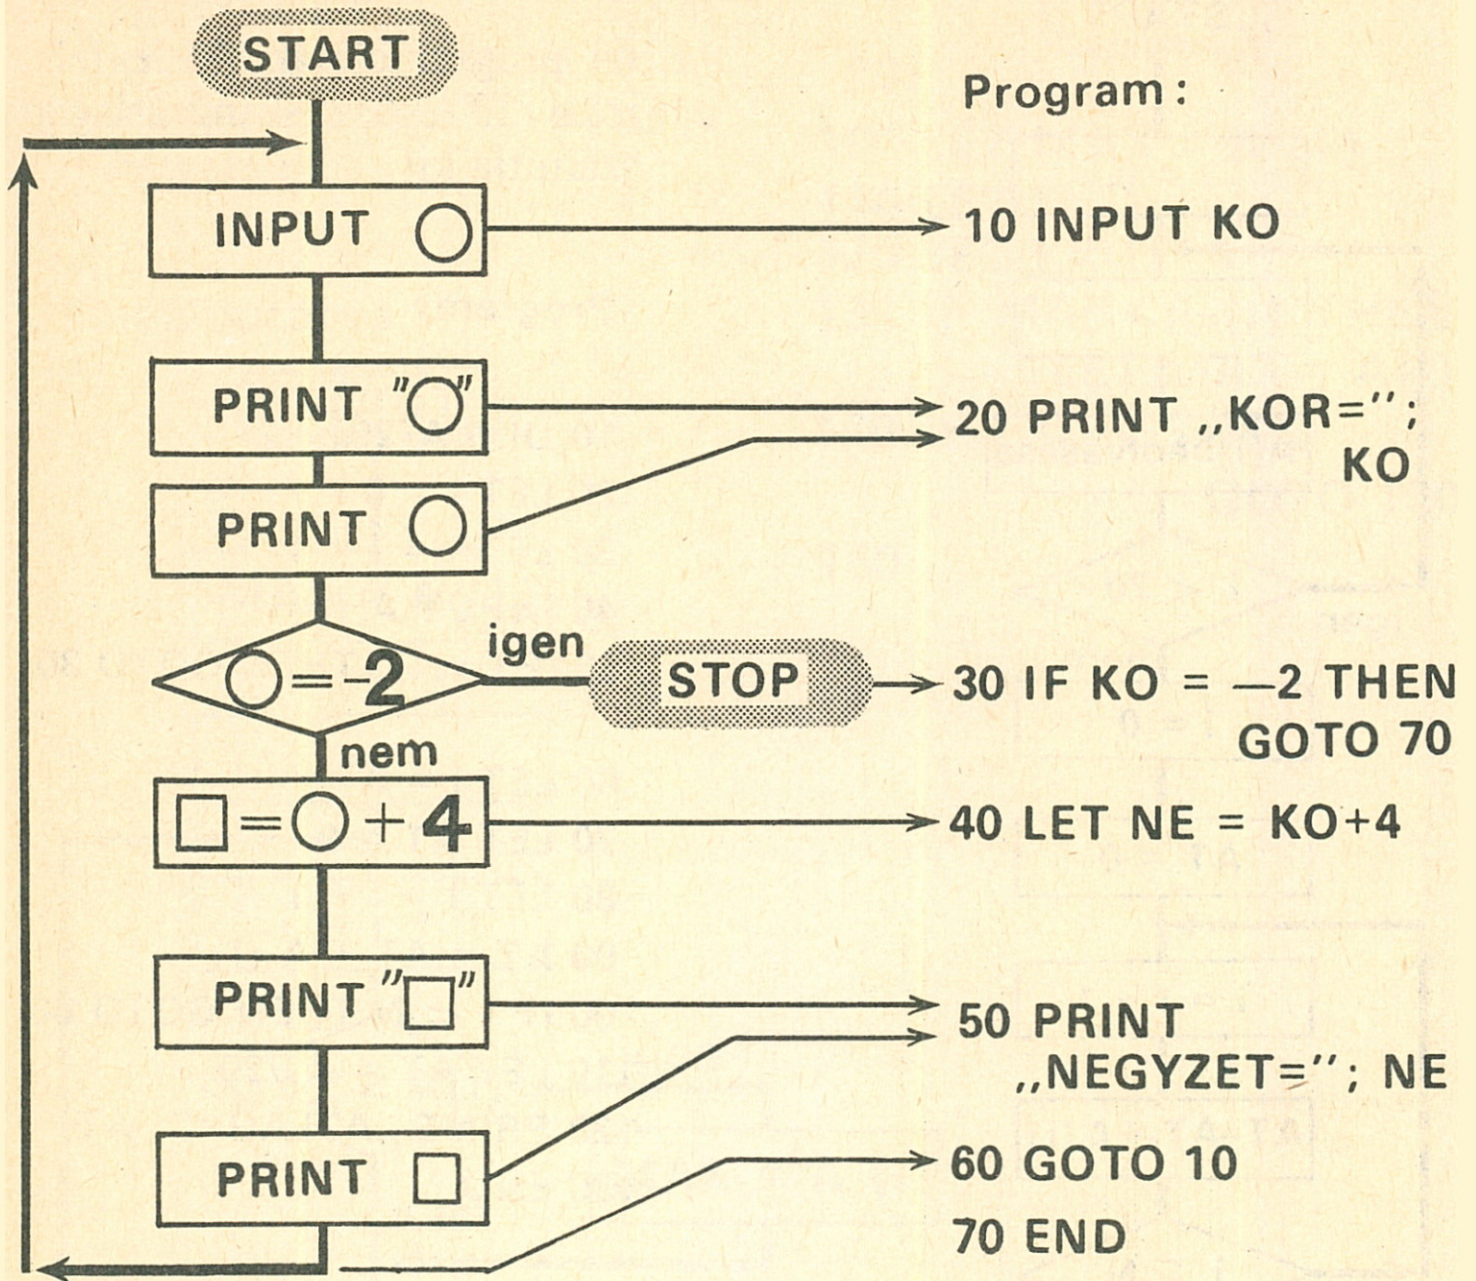 START
Program:
INPUT ○
10 INPUT KO
PRINT "○"
20 PRINT „KOR=”;
KO
PRINT ○
○=-2
igen
STOP
30 IF KO = —2 THEN
GOTO 70
nem
□=○+4
40 LET NE = KO+4
PRINT "□"
50 PRINT
„NEGYZET=”; NE
PRINT □
60 GOTO 10
70 END